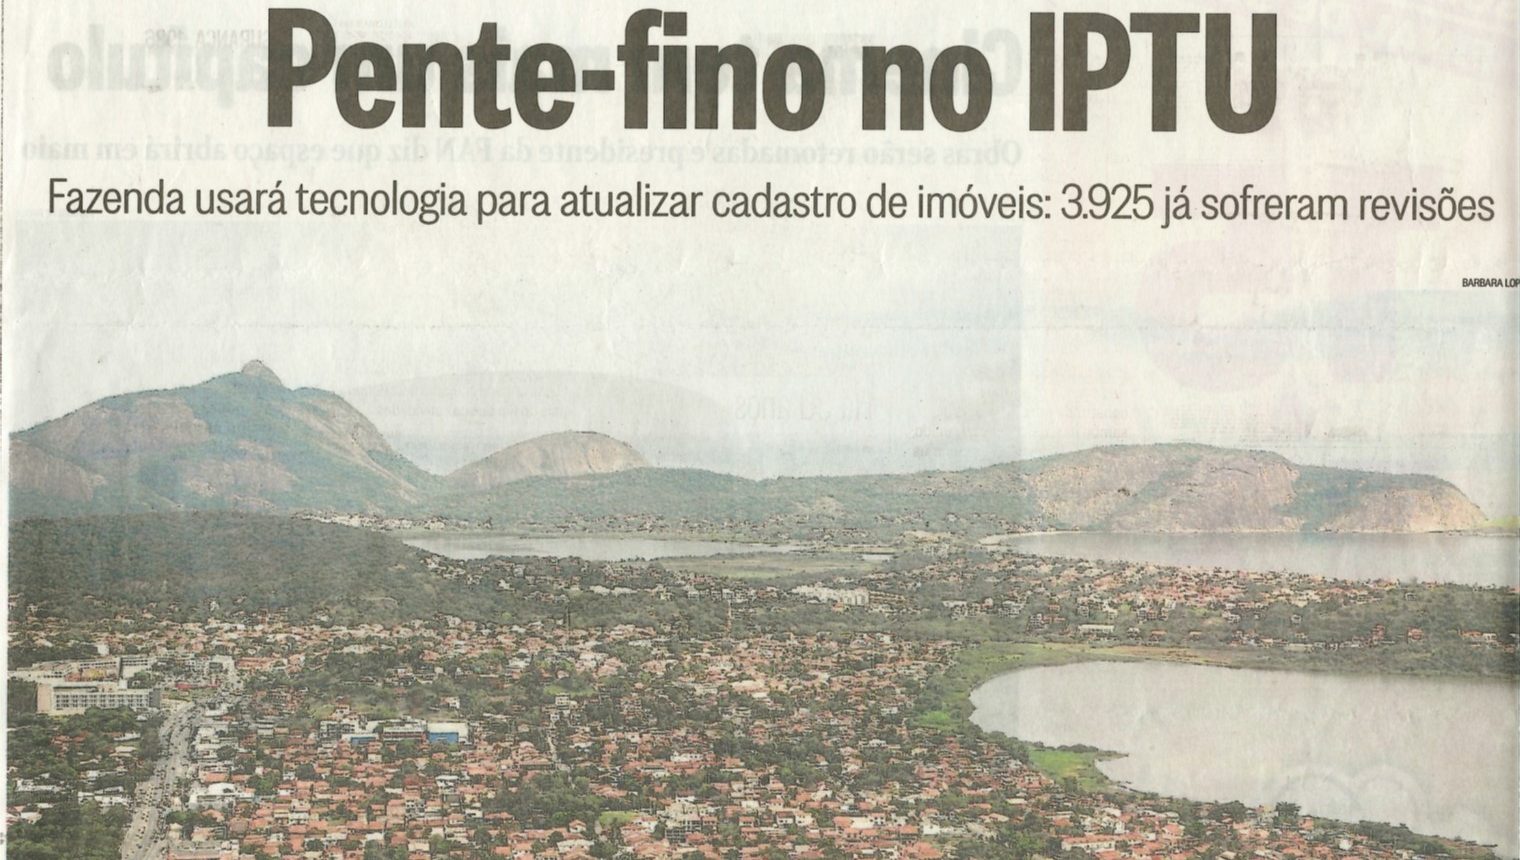 Pente-fino no IPTU
Fazenda usará tecnologia para atualizar cadastro de imóveis: 3.925 já sofreram revisões
BARBARA LOP